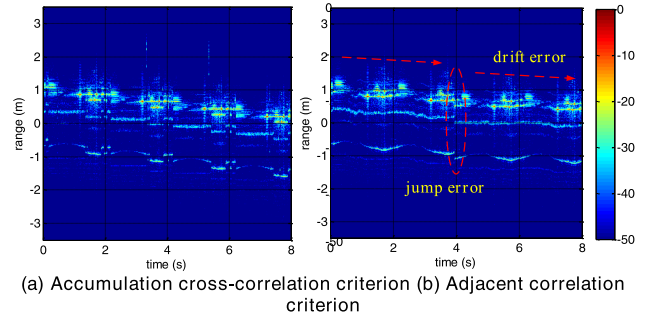 3
2
1
0
-1
-2
-3
range (m)
0 2 4 6 8
time (s)
0
3
2
1
0
-1
-2
-3
-50
range (m)
0 2 4 6 8
time (s)
drift error
jump error
0
-10
-20
-30
-40
-50
(a) Accumulation cross-correlation criterion (b) Adjacent correlation
criterion